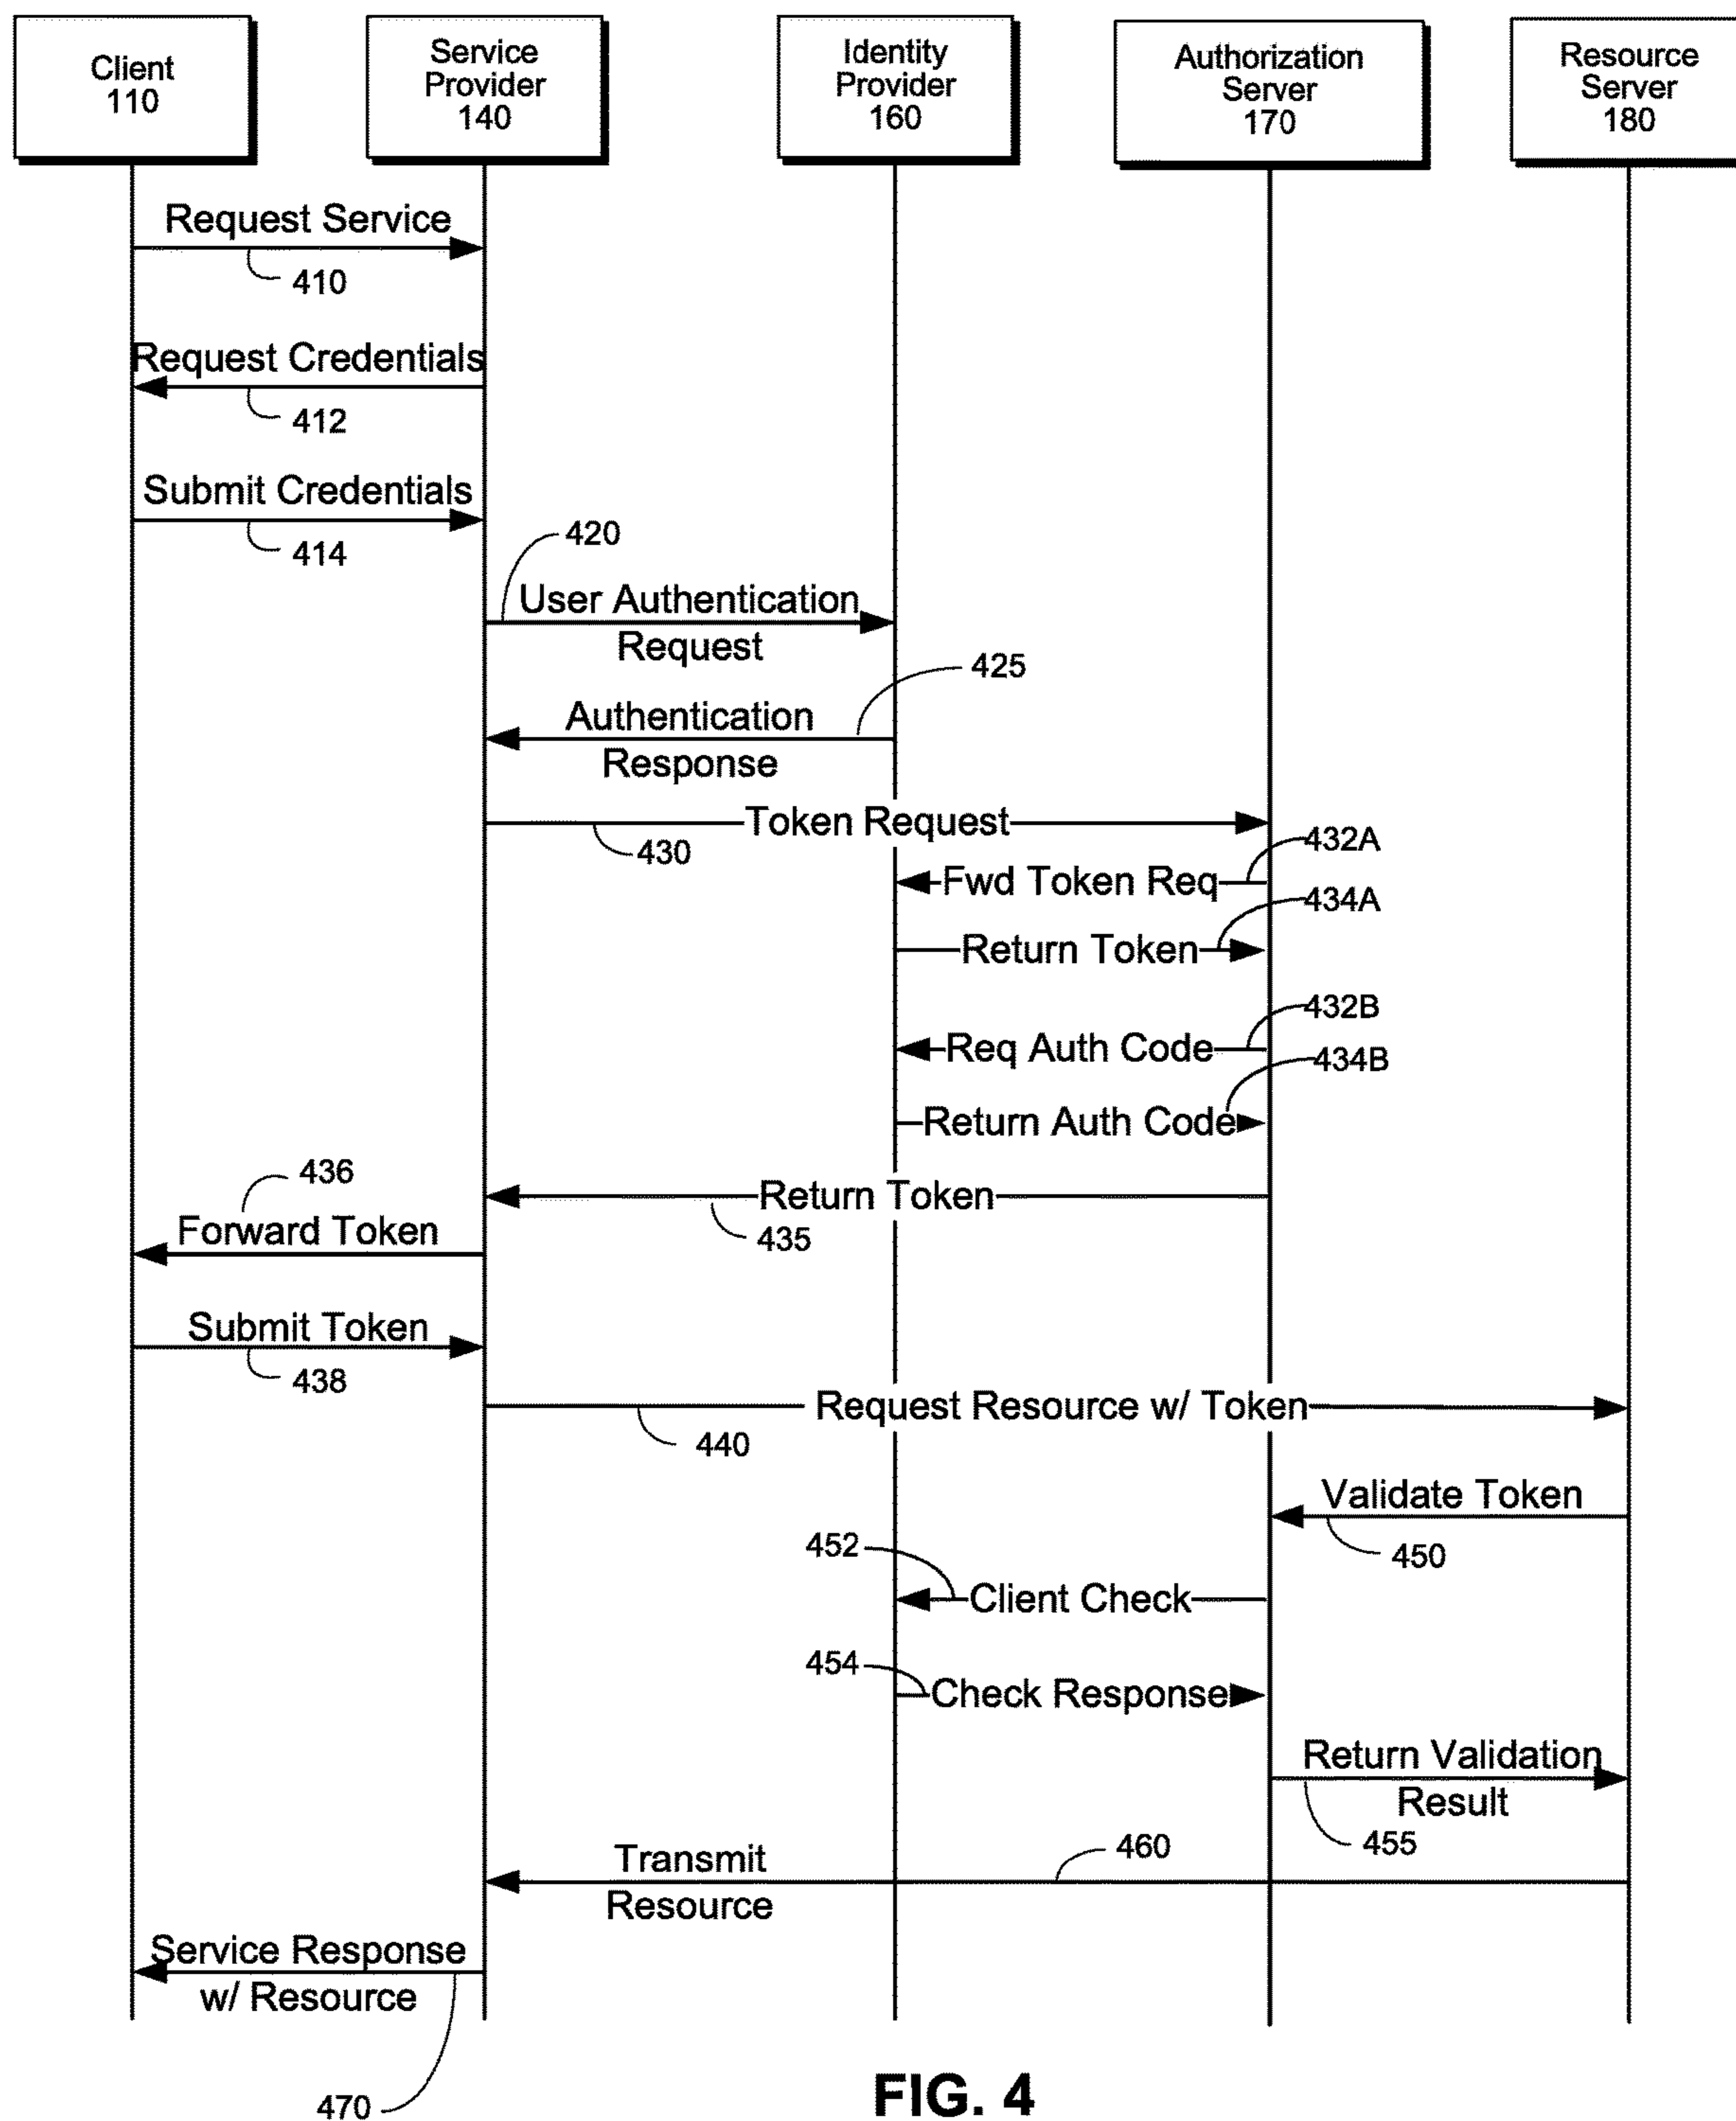 Client
110
Service
Provider
140
Identity
Provider
160
Authorization
Server
170
Resource
Server
180
Request Service
410
Request Credentials
412
Submit Credentials
414
420
User Authentication
Request
425
Authentication
Response
Token Request
430
432A
Fwd Token Req
434A
Return Token
432B
Req Auth Code
434B
Return Auth Code
436
Return Token
435
Forward Token
Submit Token
438
Request Resource w/ Token
440
Validate Token
450
452
Client Check
454
Check Response
Return Validation
Result
455
460
Transmit
Resource
Service Response
w/ Resource
470
FIG. 4